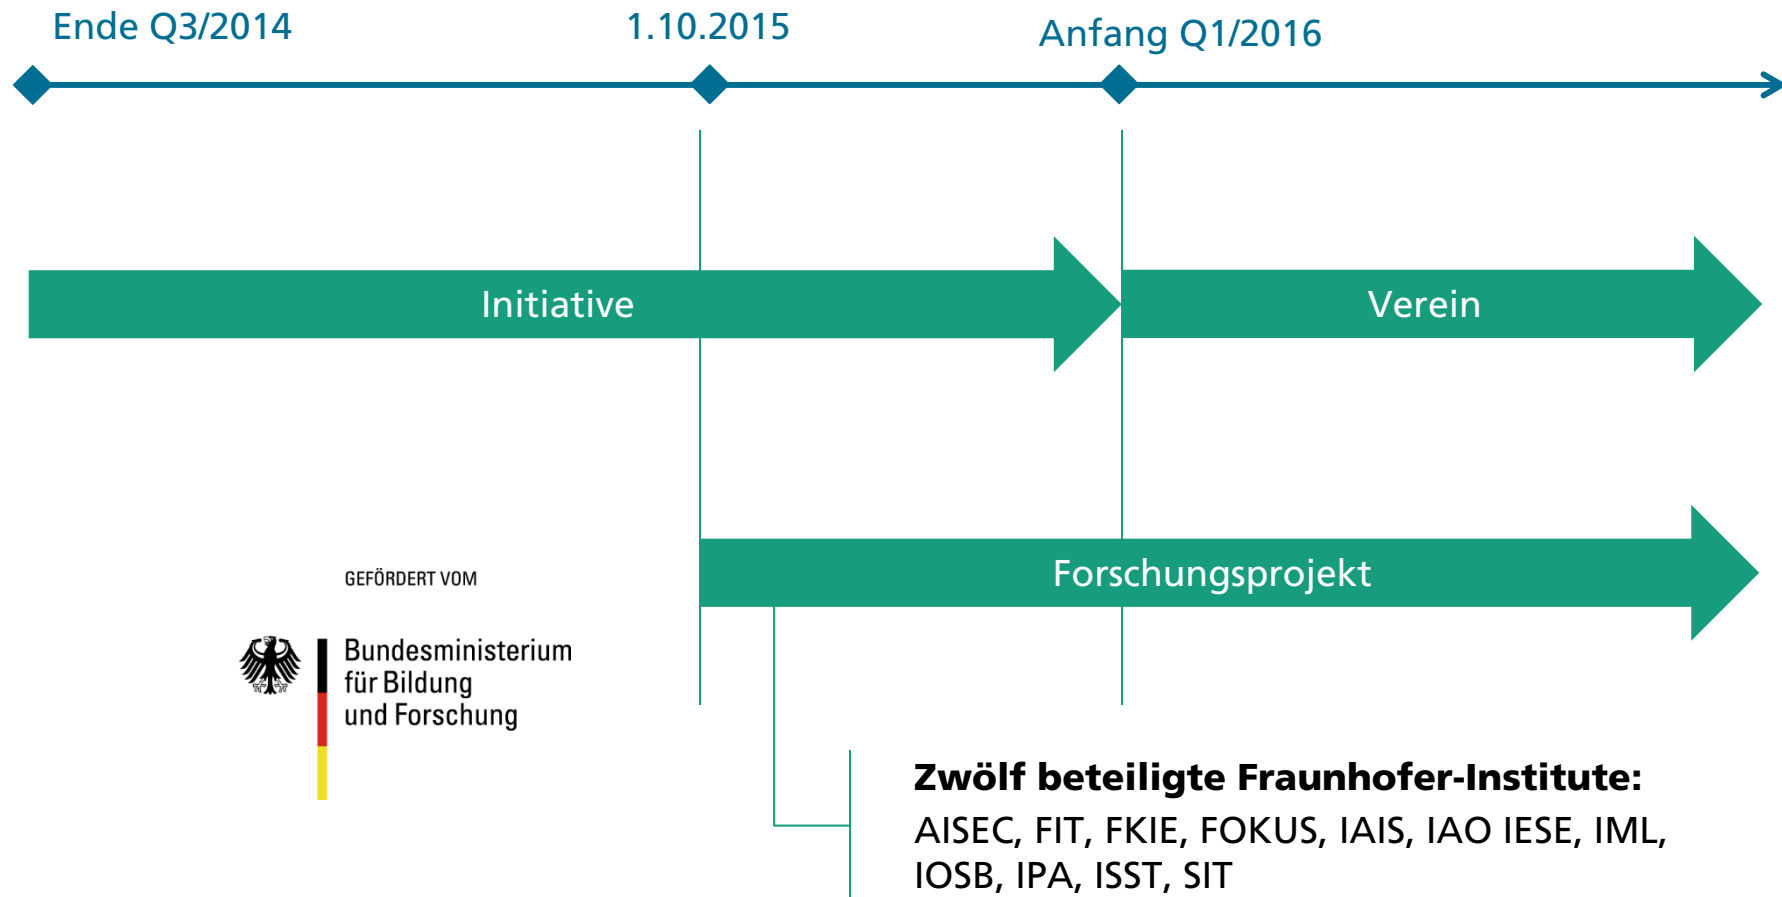 Ende Q3/2014
1.10.2015
Anfang Q1/2016
Initiative
Verein
Forschungsprojekt
GEFÖRDERT VOM
Bundesministerium
für Bildung
und Forschung
Zwölf beteiligte Fraunhofer-Institute:
AISEC, FIT, FKIE, FOKUS, IAIS, IAO IESE, IML,
IOSB, IPA, ISST, SIT